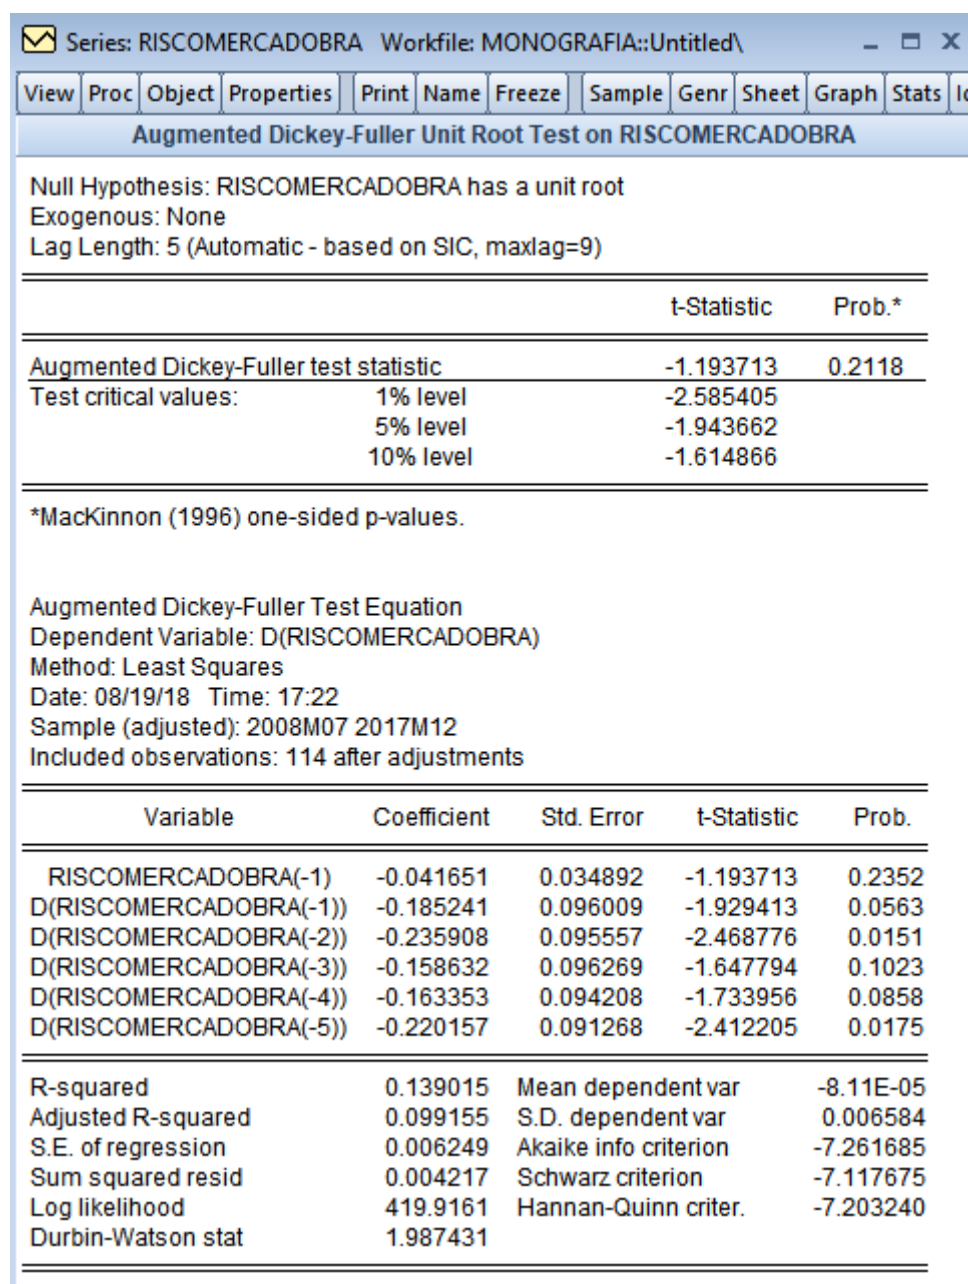 Series: RISCOMERCADOBRA Workfile: MONOGRAFIA::Untitled\
View Proc Object Properties Print Name Freeze Sample Genr Sheet Graph Stats
Augmented Dickey-Fuller Unit Root Test on RISCOMERCADOBRA
Null Hypothesis: RISCOMERCADOBRA has a unit root
Exogenous: None
Lag Length: 5 (Automatic - based on SIC, maxlag=9)
t-Statistic Prob.*
Augmented Dickey-Fuller test statistic -1.193713 0.2118
Test critical values: 1% level -2.585405
5% level -1.943662
10% level -1.614866
*MacKinnon (1996) one-sided p-values.
Augmented Dickey-Fuller Test Equation
Dependent Variable: D(RISCOMERCADOBRA)
Method: Least Squares
Date: 08/19/18 Time: 17:22
Sample (adjusted): 2008M07 2017M12
Included observations: 114 after adjustments
Variable Coefficient Std. Error t-Statistic Prob.
RISCOMERCADOBRA(-1) -0.041651 0.034892 -1.193713 0.2352
D(RISCOMERCADOBRA(-1)) -0.185241 0.096009 -1.929413 0.0563
D(RISCOMERCADOBRA(-2)) -0.235908 0.095557 -2.468776 0.0151
D(RISCOMERCADOBRA(-3)) -0.158632 0.096269 -1.647794 0.1023
D(RISCOMERCADOBRA(-4)) -0.163353 0.094208 -1.733956 0.0858
D(RISCOMERCADOBRA(-5)) -0.220157 0.091268 -2.412205 0.0175
R-squared 0.139015 Mean dependent var -8.11E-05
Adjusted R-squared 0.099155 S.D. dependent var 0.006584
S.E. of regression 0.006249 Akaike info criterion -7.261685
Sum squared resid 0.004217 Schwarz criterion -7.117675
Log likelihood 419.9161 Hannan-Quinn criter. -7.203240
Durbin-Watson stat 1.987431